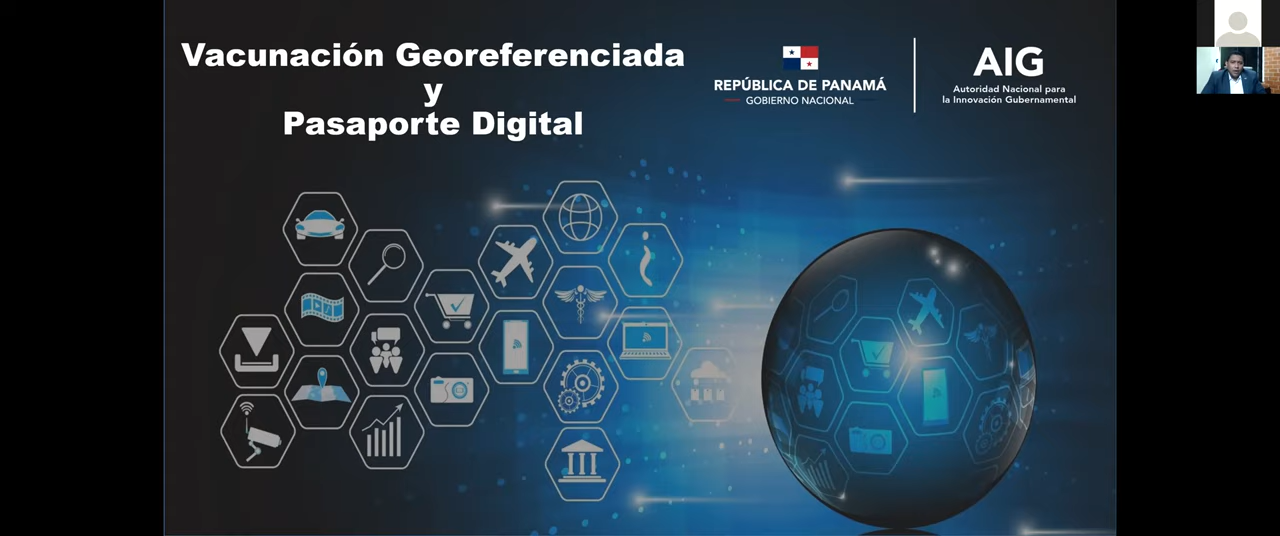 Vacunación Georeferenciada
y
Pasaporte Digital
REPÚBLICA DE PANAMÁ
GOBIERNO NACIONAL
AIG
Autoridad Nacional para
la Innovación Gubernamental